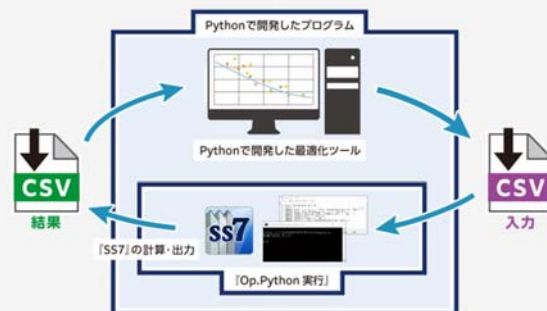 Pythonで開発したプログラム
Pythonで開発した最適化ツール
CSV
結果
CSV
入力
SS7
『SS7』の計算・出力
『Op.Python 実行』